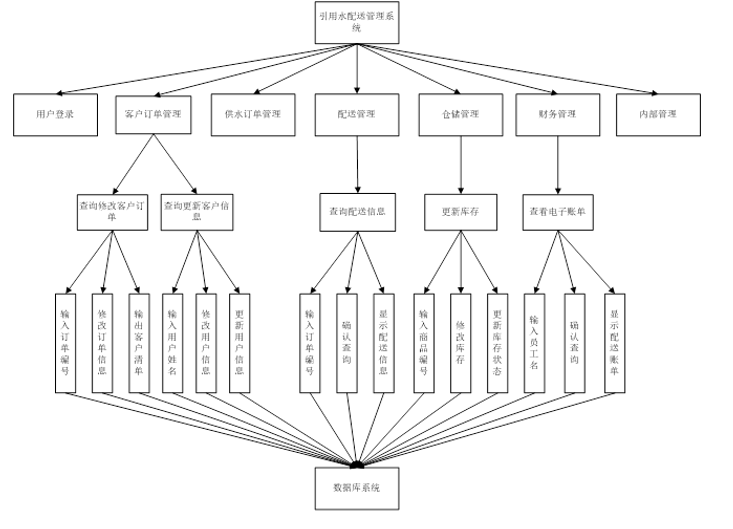 引用水配送管理系
统
用户登录
客户订单管理
供水订单管理
配送管理
仓储管理
财务管理
内部管理
查询修改客户订
单
查询更新客户信
息
查询配送信息
更新库存
查看电子账单
输入订单编号
修改订单信息
输出客户清单
输入用户姓名
修改用户信息
更新用户信息
输入订单编号
确认查询
显示配送信息
输入商品编号
修改库存
更新库存状态
输入员工名
确认查询
显示配送账单
数据库系统